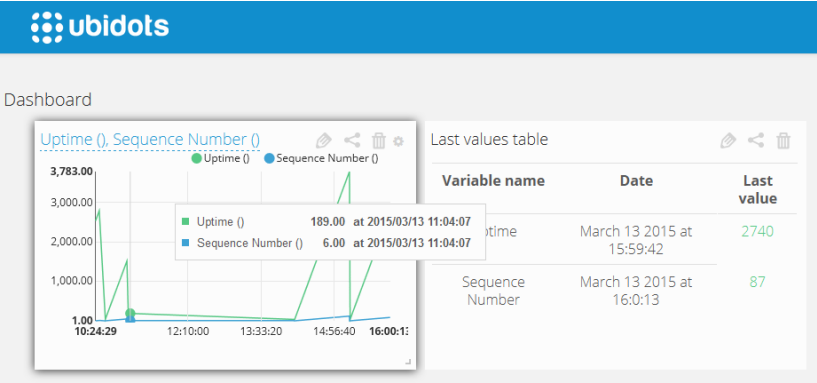 ubidots
Dashboard
Uptime (), Sequence Number ()
Uptime () Sequence Number ()
3,783.00
3,000.00
2,000.00
1,000.00
1.00
10:24:29 12:10:00 13:33:20 14:56:40 16:00:13
Uptime () 189.00 at 2015/03/13 11:04:07
Sequence Number () 6.00 at 2015/03/13 11:04:07
Last values table
Variable name Date Last
value
ptime March 13 2015 at 2740
15:59:42
Sequence March 13 2015 at 87
Number 16:0:13